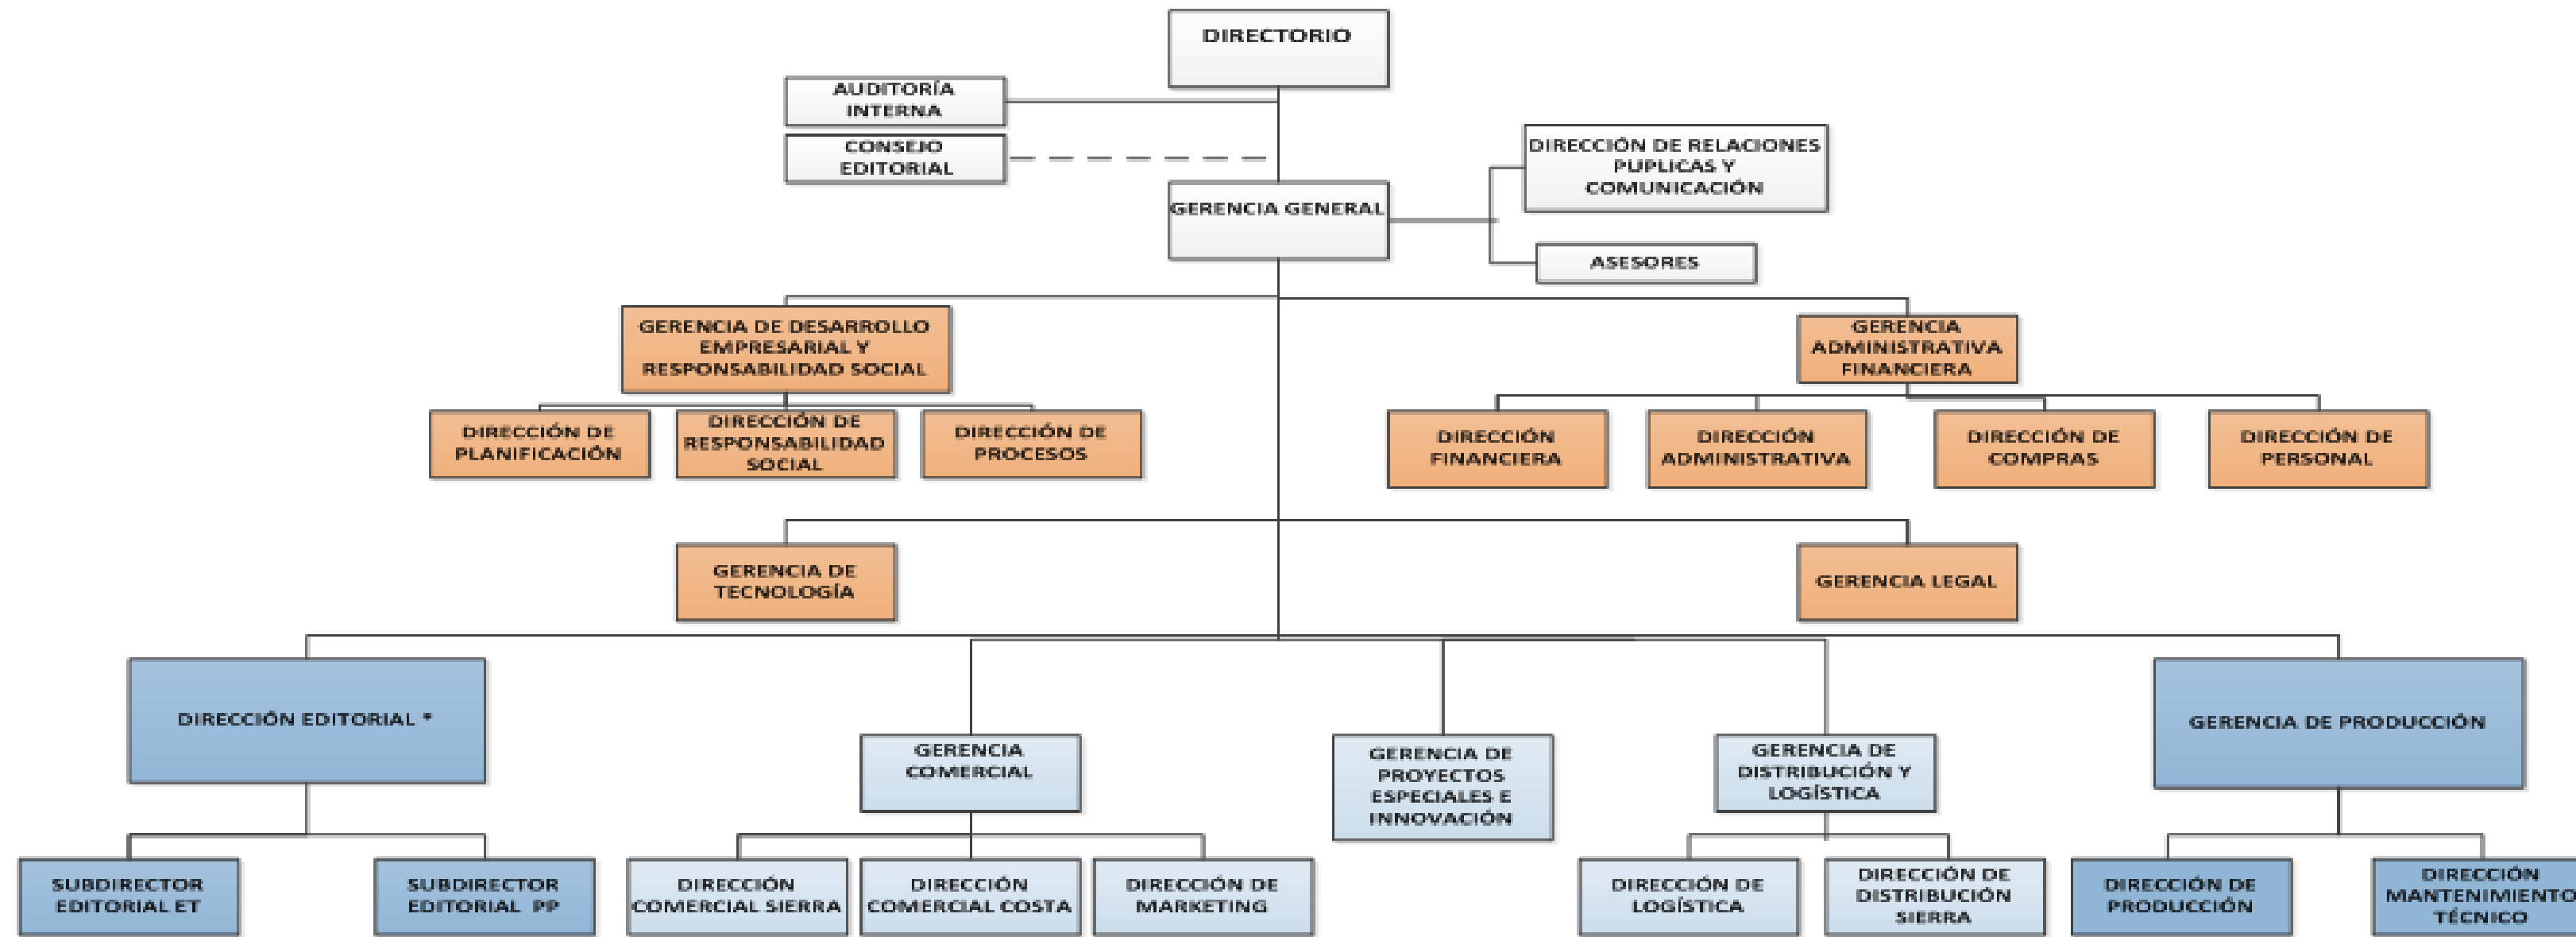 DIRECTORIO
AUDITORÍA
INTERNA
CONSEJO
EDITORIAL
DIRECCIÓN DE RELACIONES
PUPLICAS Y
COMUNICACIÓN
GERENCIA GENERAL
ASESORES
GERENCIA DE DESARROLLO
EMPRESARIAL Y
RESPONSABILIDAD SOCIAL
GERENCIA
ADMINISTRATIVA
FINANCIERA
DIRECCIÓN DE
PLANIFICACIÓN
DIRECCIÓN DE
RESPONSABILIDAD
SOCIAL
DIRECCIÓN DE
PROCESOS
DIRECCIÓN
FINANCIERA
DIRECCIÓN
ADMINISTRATIVA
DIRECCIÓN DE
COMPRAS
DIRECCIÓN DE
PERSONAL
GERENCIA DE
TECNOLOGÍA
GERENCIA LEGAL
DIRECCIÓN EDITORIAL *
GERENCIA
COMERCIAL
GERENCIA DE
PROYECTOS
ESPECIALES E
INNOVACIÓN
GERENCIA DE
DISTRIBUCIÓN Y
LOGÍSTICA
GERENCIA DE PRODUCCIÓN
SUBDIRECTOR
EDITORIAL ET
SUBDIRECTOR
EDITORIAL PP
DIRECCIÓN
COMERCIAL SIERRA
DIRECCIÓN
COMERCIAL COSTA
DIRECCIÓN DE
MARKETING
DIRECCIÓN DE
LOGÍSTICA
DIRECCIÓN DE
DISTRIBUCIÓN
SIERRA
DIRECCIÓN DE
PRODUCCIÓN
DIRECCIÓN
MANTENIMIENTO
TÉCNICO